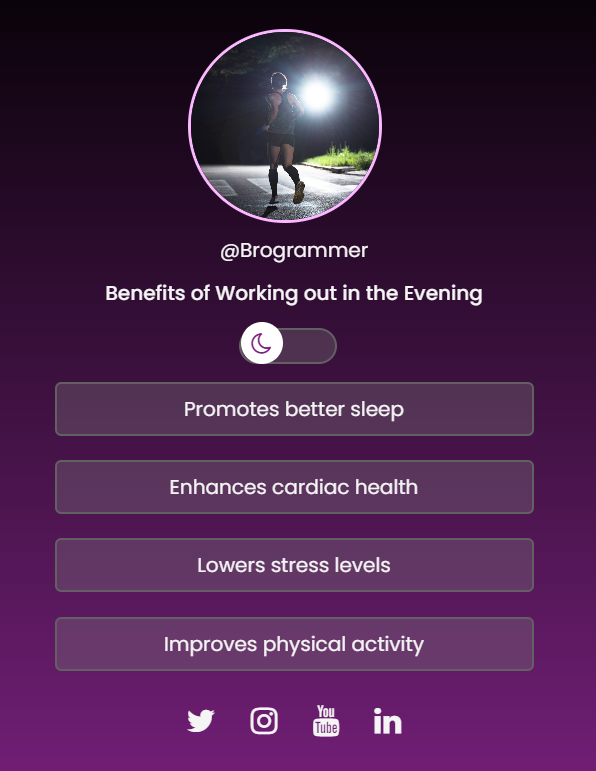 @Brogrammer
Benefits of Working out in the Evening
Promotes better sleep
Enhances cardiac health
Lowers stress levels
Improves physical activity
You
Tube
in